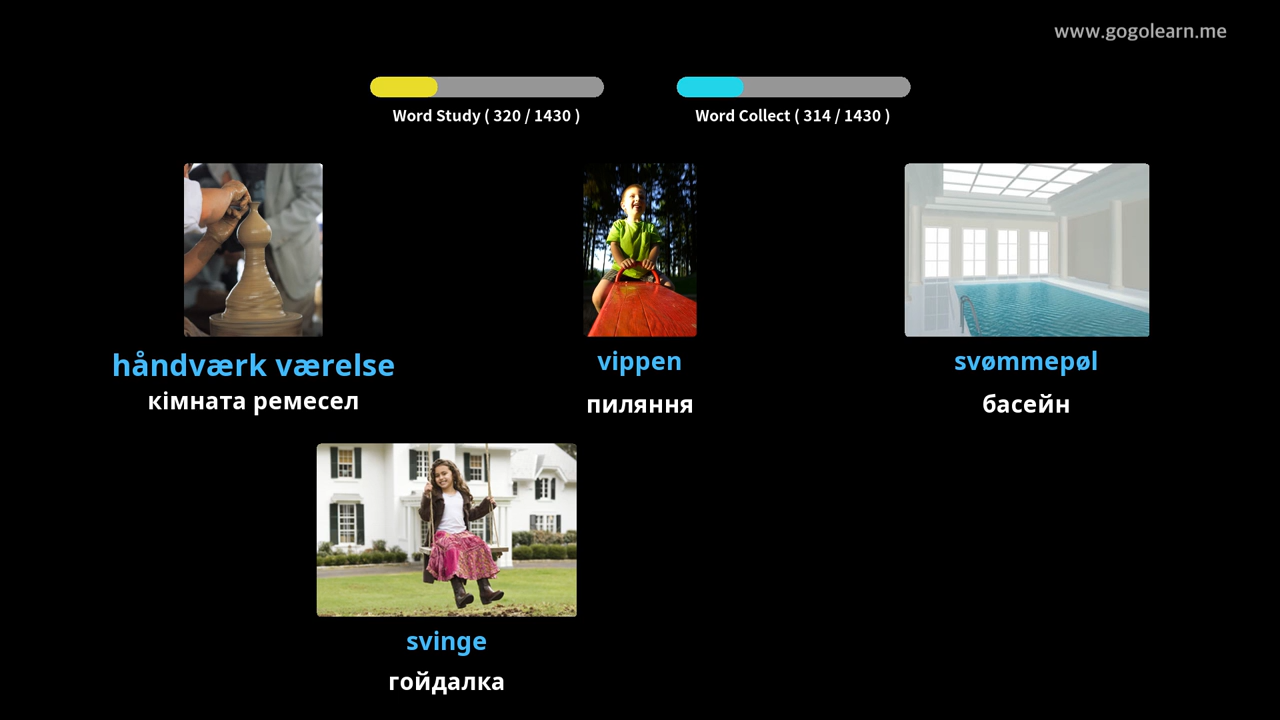 www.gogolearn.me
Word Study ( 320 / 1430 )
Word Collect ( 314 / 1430 )
håndværk værelse
кімната ремесел
vippen
пиляння
svømmepøl
басейн
svinge
гойдалка